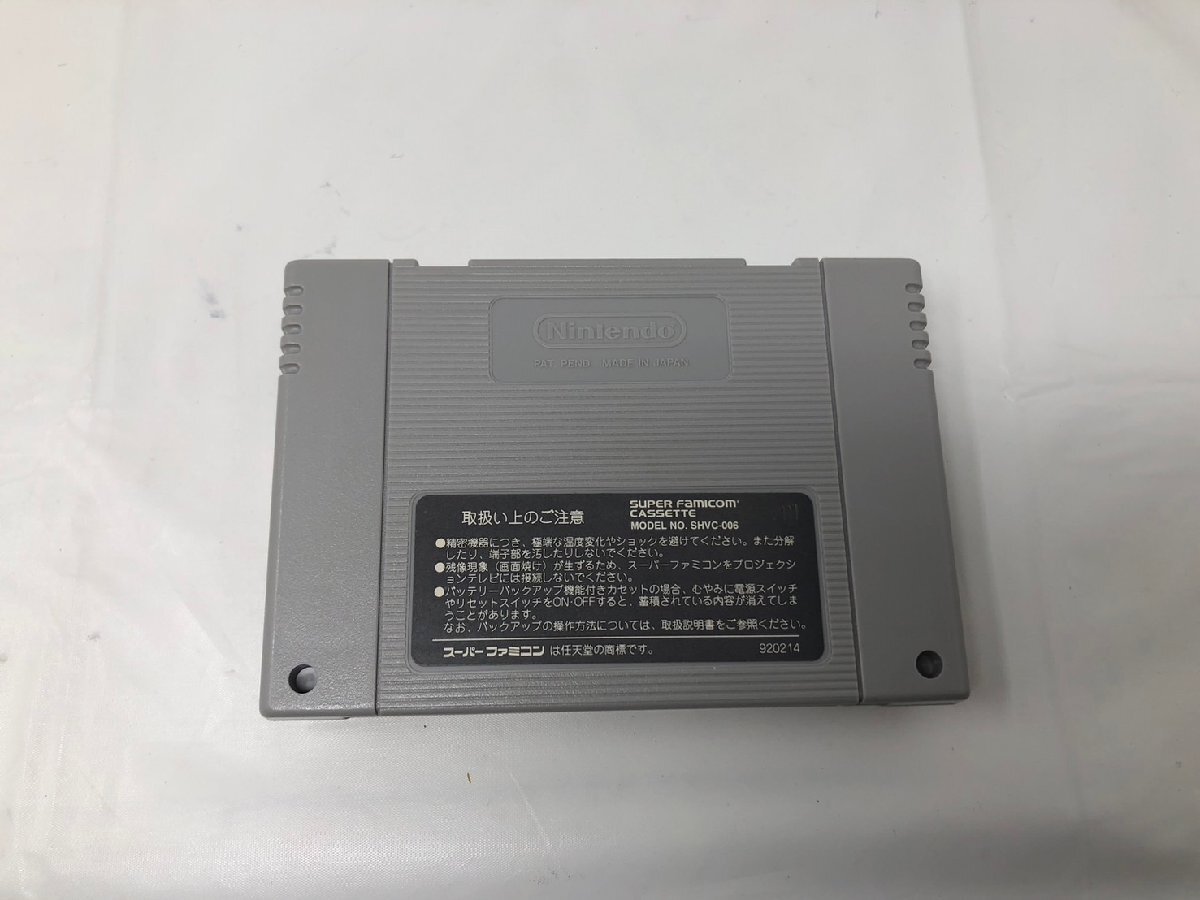 Nintendo
PAT. PEND. MADE IN JAPAN
取扱い上のご注意
SUPER FAMICOM
CASSETTE
MODEL NO. SHVC-006
●精密機器につき、極端な温度変化やショックを避けてください。また分解
したり、端子部を汚したりしないでください。
●残像現象（画面焼け）が生ずるため、スーパーファミコンをプロジェクシ
ョンテレビには接続しないでください。
●バッテリーバックアップ機能付きカセットの場合、むやみに電源スイッチ
やリセットスイッチをON・OFFすると、蓄積されている内容が消えてしま
うことがあります。
なお、バックアップの操作方法については、取扱説明書をご参照ください。
スーパーファミコンは任天堂の商標です。
920214